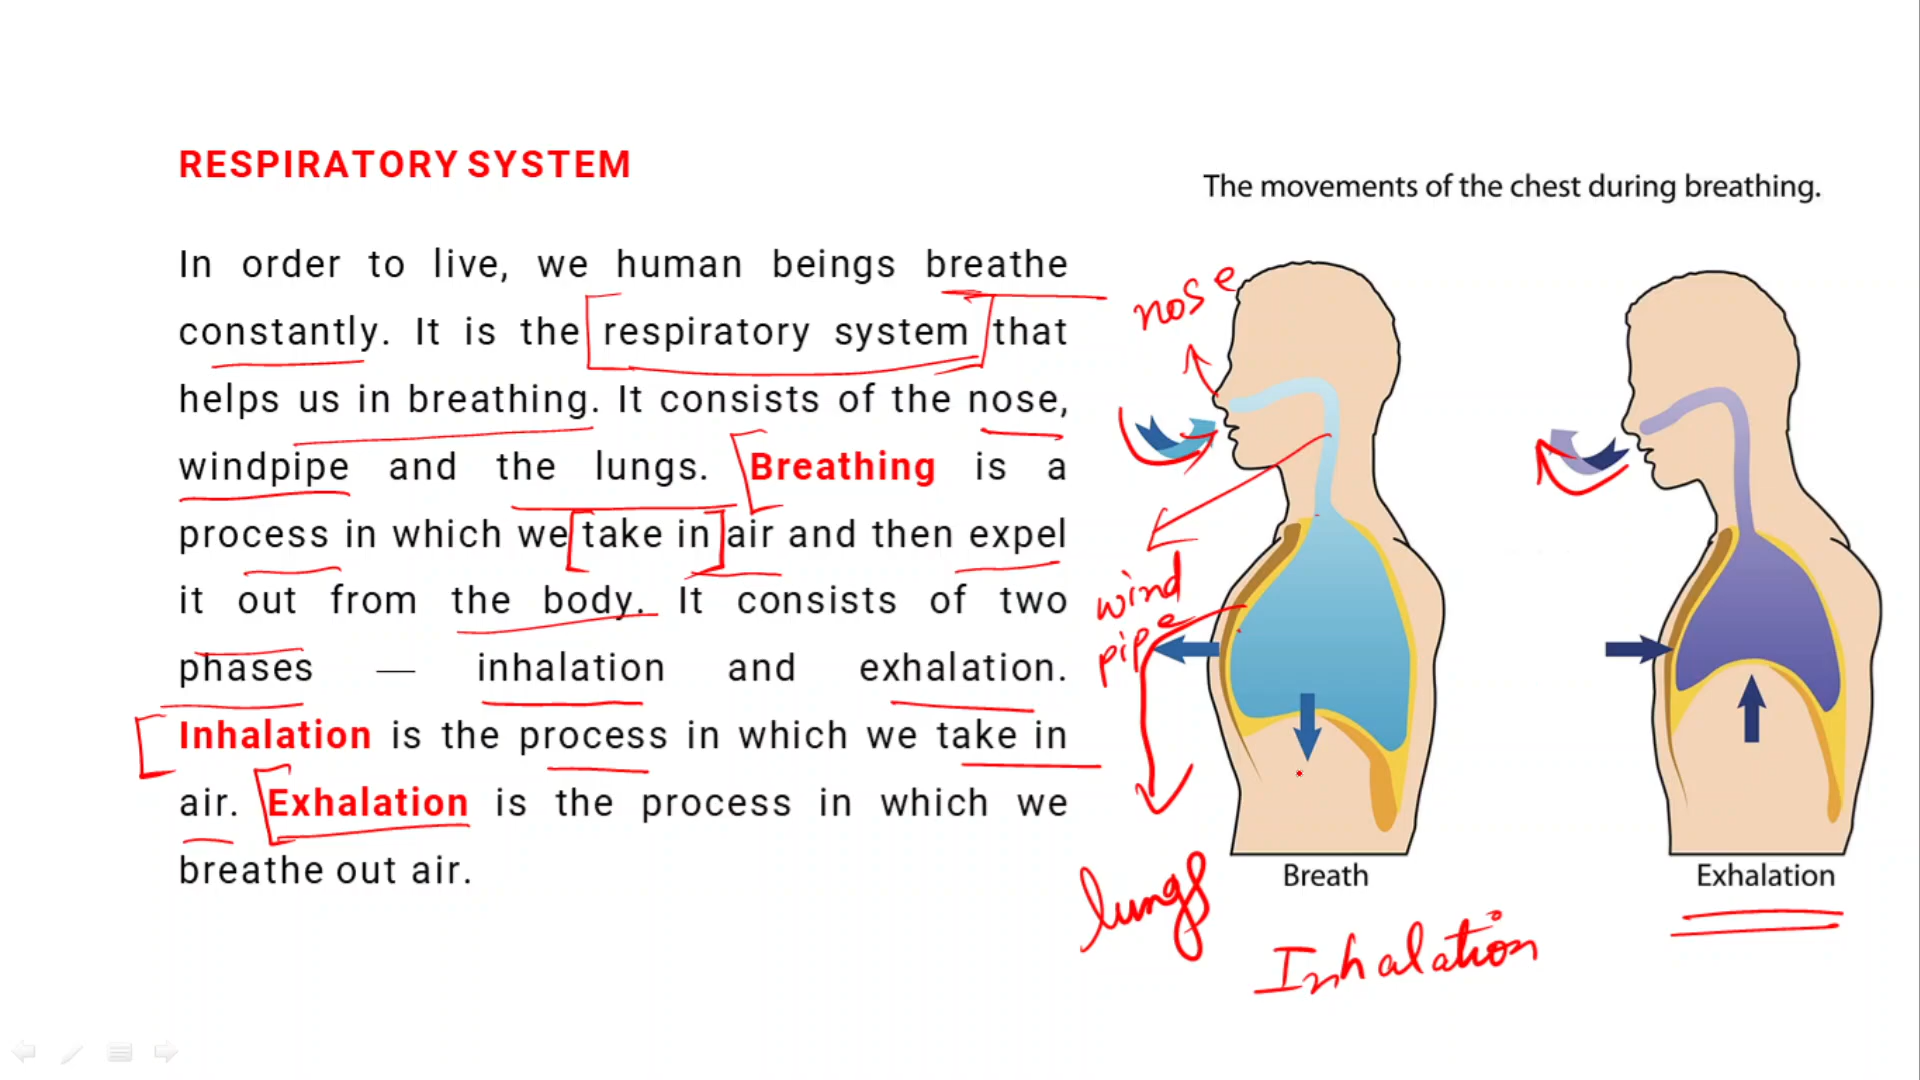 RESPIRATORY SYSTEM
In order to live, we human beings breathe
constantly. It is the respiratory system that
helps us in breathing. It consists of the nose,
windpipe and the lungs. Breathing is a
process in which we take in air and then expel
it out from the body. It consists of two
phases — inhalation and exhalation.
Inhalation is the process in which we take in
air. Exhalation is the process in which we
breathe out air.
The movements of the chest during breathing.
nose
wind
pipe
lungs
Breath
Inhalation
Exhalation